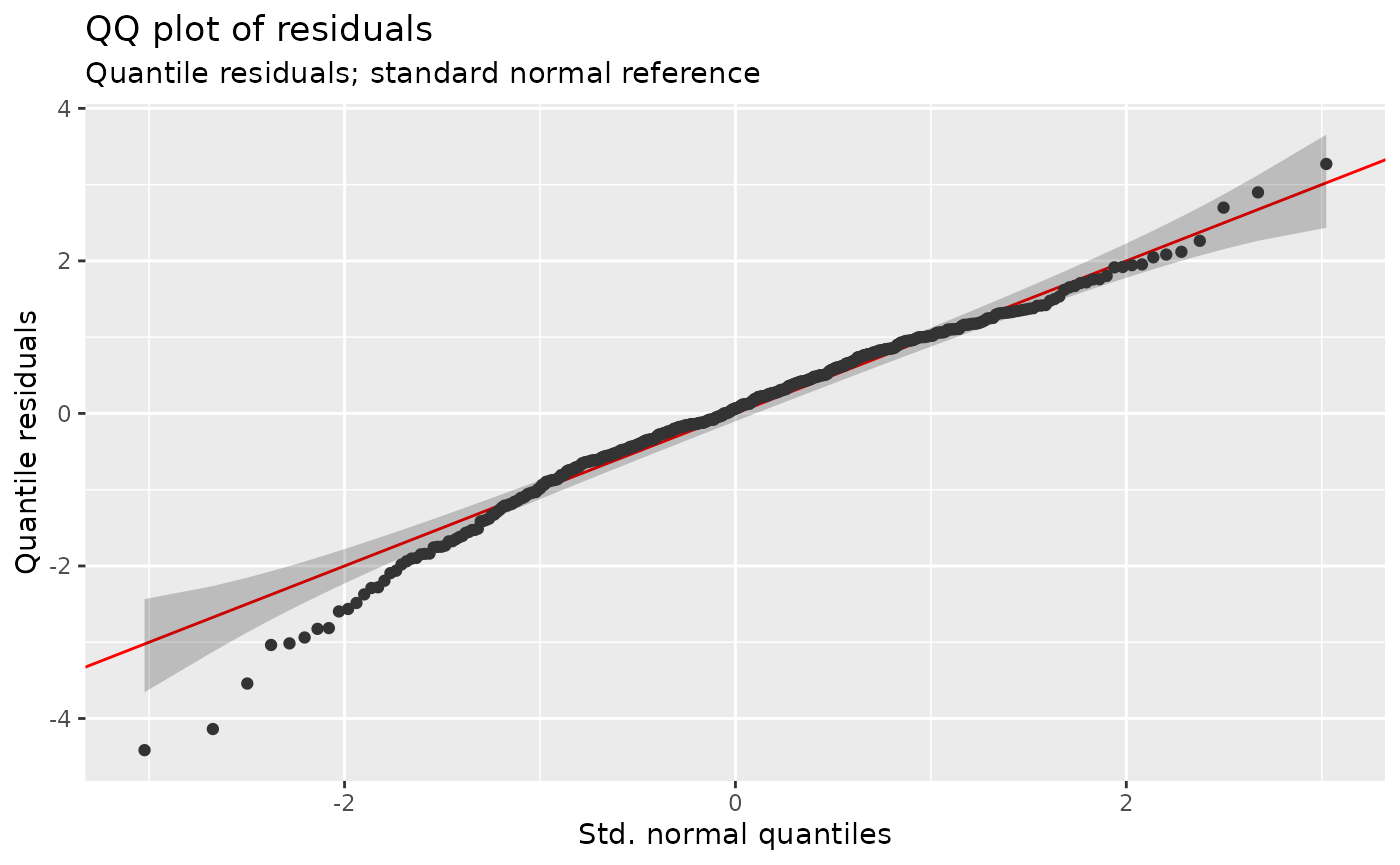 QQ plot of residuals
Quantile residuals; standard normal reference
4
2
0
-2
-4
Quantile residuals
-2 0 2
Std. normal quantiles